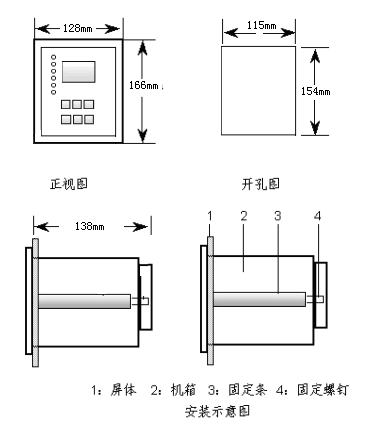 128mm
115mm
166mm
154mm
正视图
开孔图
138mm
1 2 3 4
1: 屏体 2: 机箱 3: 固定条 4: 固定螺钉
安装示意图